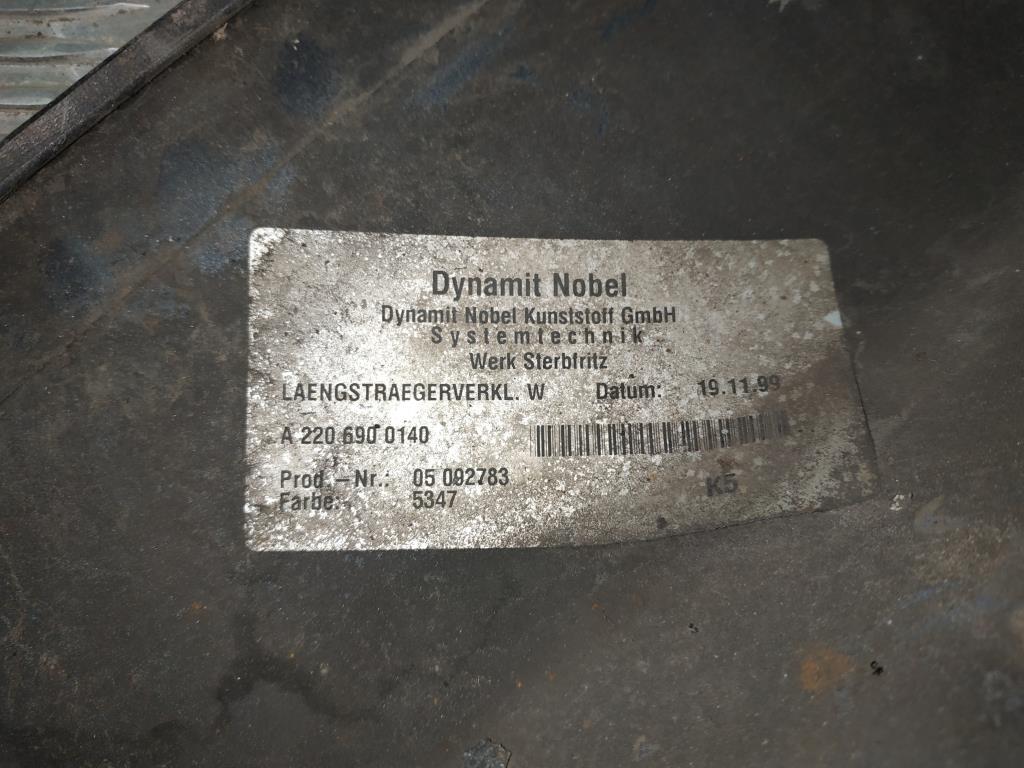 Dynamit Nobel
Dynamit Nobel Kunststoff GmbH
Systemtechnik
Werk Sterbfritz
LAENGSTRAEGERVERKL. W Datum: 19.11.99
A 220 690 0140
Prod.-Nr.: 05 092783
K5
Farbe: 5347